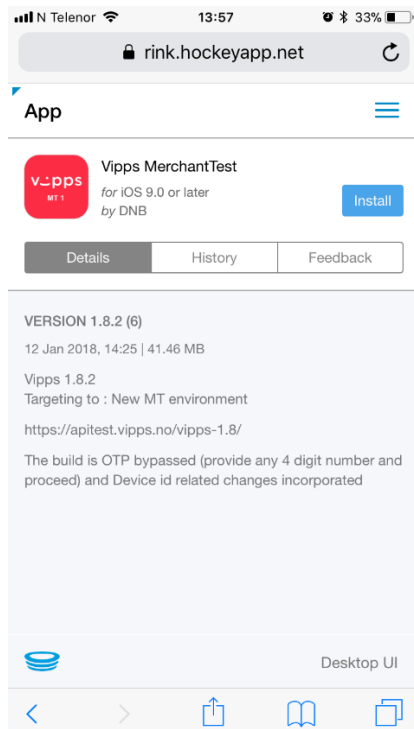 N Telenor 13:57 33%
rink.hockeyapp.net
App
Vipps MerchantTest
for iOS 9.0 or later
by DNB
vipps
MT 1
Install
Details History Feedback
VERSION 1.8.2 (6)
12 Jan 2018, 14:25 | 41.46 MB
Vipps 1.8.2
Targeting to : New MT environment
https://apitest.vipps.no/vipps-1.8/
The build is OTP bypassed (provide any 4 digit number and
proceed) and Device id related changes incorporated
Desktop UI